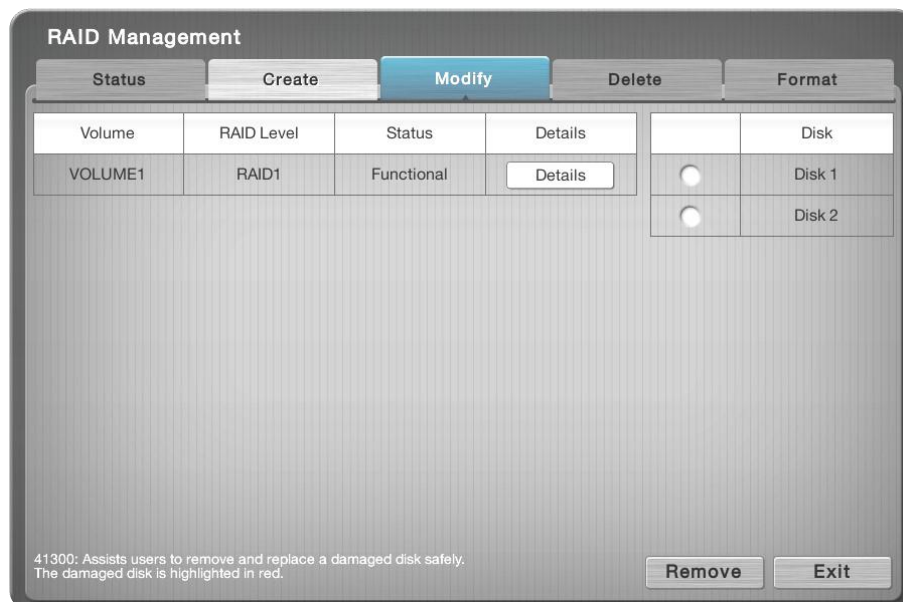 RAID Management
Status Create Modify Delete Format
Volume RAID Level Status Details Disk
VOLUME1 RAID1 Functional Details Disk 1
Disk 2
41300: Assists users to remove and replace a damaged disk safely.
The damaged disk is highlighted in red.
Remove Exit